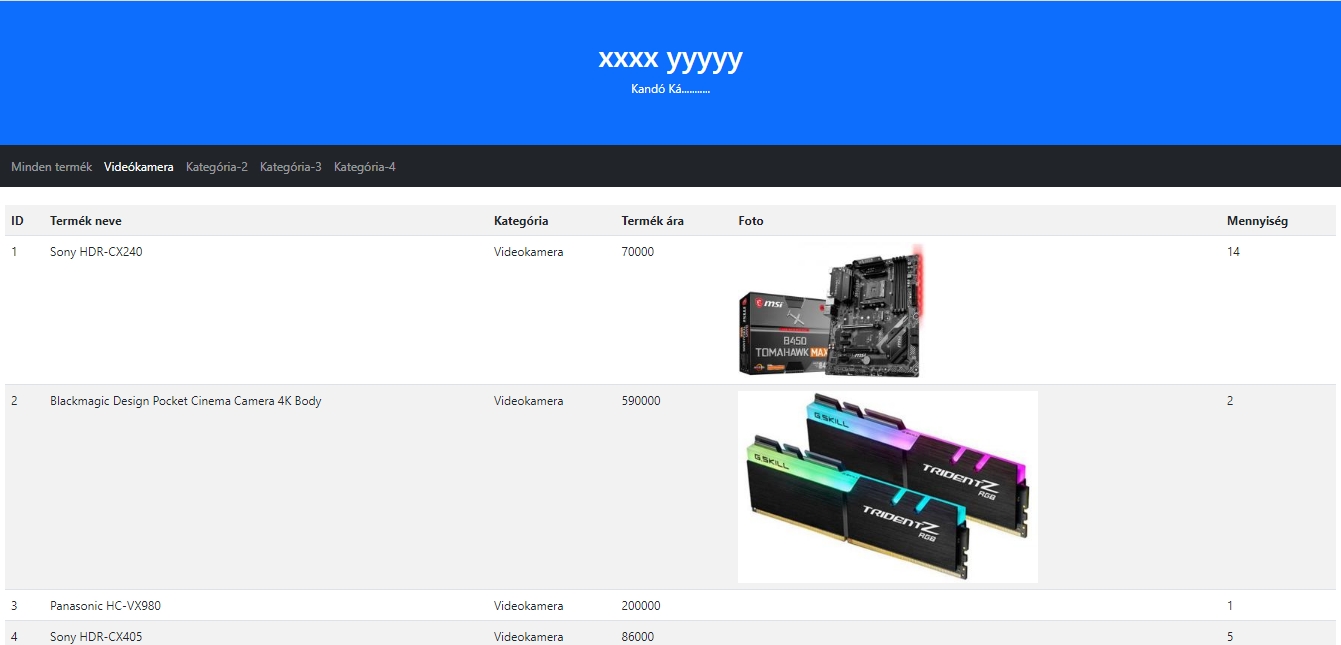 xxxx yyyyy
Kandó Ká...........
Minden termék Videókamera Kategória-2 Kategória-3 Kategória-4
ID Termék neve Kategória Termék ára Foto Mennyiség
1 Sony HDR-CX240 Videokamera 70000 14
msi
B450
TOMAHAWK MAX
2 Blackmagic Design Pocket Cinema Camera 4K Body Videokamera 590000 2
G.SKILL
TRIDENT Z
RGB
G.SKILL
TRIDENT Z
RGB
3 Panasonic HC-VX980 Videokamera 200000 1
4 Sony HDR-CX405 Videokamera 86000 5